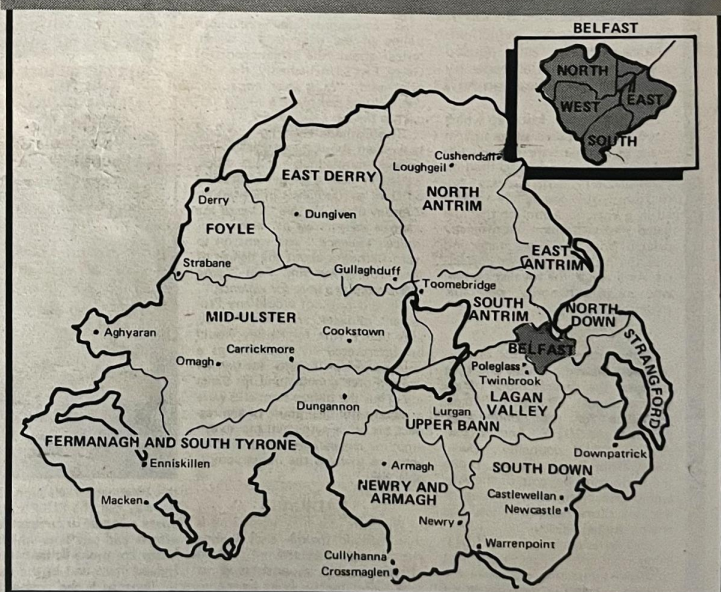 BELFAST
NORTH
WEST
EAST
SOUTH
Cushendall
Loughgeil
EAST DERRY
NORTH
ANTRIM
Derry
Dungiven
FOYLE
EAST
ANTRIM
Strabane
Gullaghduff
Toomebridge
SOUTH
ANTRIM
NORTH
DOWN
MID-ULSTER
Aghyaran
Cookstown
BELFAST
STRANGFORD
Carrickmore
Omagh
Poleglass
Twinbrook
LAGAN
VALLEY
Dungannon
Lurgan
UPPER BANN
FERMANAGH AND SOUTH TYRONE
Downpatrick
Enniskillen
Armagh
SOUTH DOWN
NEWRY AND
ARMAGH
Macken
Castlewellan
Newcastle
Newry
Warrenpoint
Cullyhanna
Crossmaglen